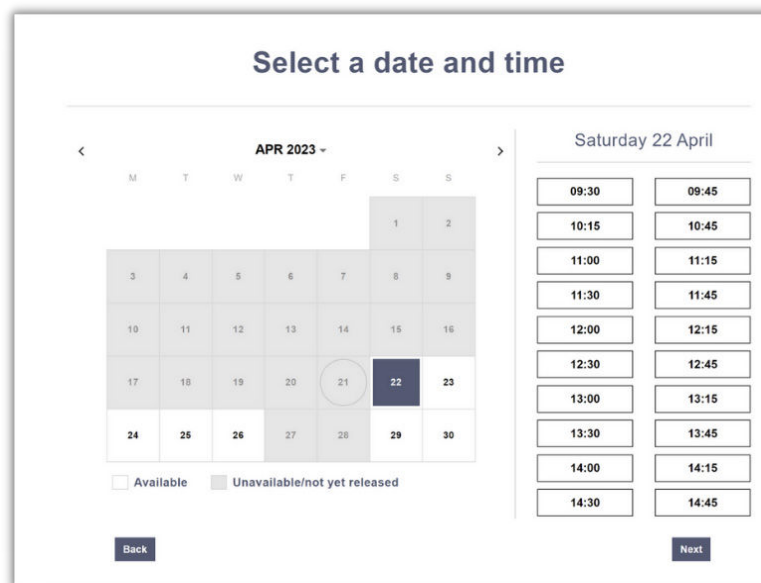 Select a date and time
APR 2023
M T W T F S S
1 2
3 4 5 6 7 8 9
10 11 12 13 14 15 16
17 18 19 20 21 22 23
24 25 26 27 28 29 30
Available Unavailable/not yet released
Back
Saturday 22 April
09:30 09:45
10:15 10:45
11:00 11:15
11:30 11:45
12:00 12:15
12:30 12:45
13:00 13:15
13:30 13:45
14:00 14:15
14:30 14:45
Next